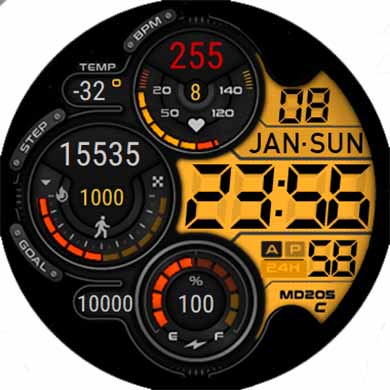 BPM
255
TEMP
-32°
20 8 140
50 120
08
JAN·SUN
STEP
15535
1000
23:56
A P
24H
58
GOAL
10000
%
100
E F
MD205
C